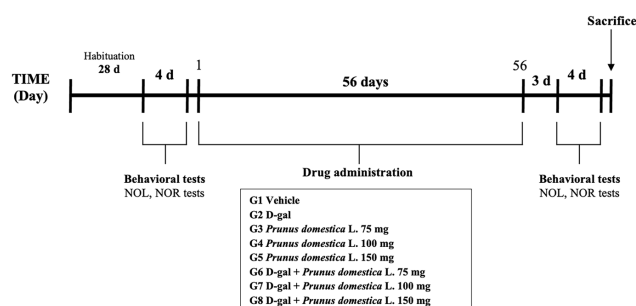 Sacrifice
Habituation
28 d
4 d
1
56
TIME
(Day)
56 days
3 d
4 d
Behavioral tests
NOL, NOR tests
Drug administration
Behavioral tests
NOL, NOR tests
G1 Vehicle
G2 D-gal
G3 Prunus domestica L. 75 mg
G4 Prunus domestica L. 100 mg
G5 Prunus domestica L. 150 mg
G6 D-gal + Prunus domestica L. 75 mg
G7 D-gal + Prunus domestica L. 100 mg
G8 D-gal + Prunus domestica L. 150 mg